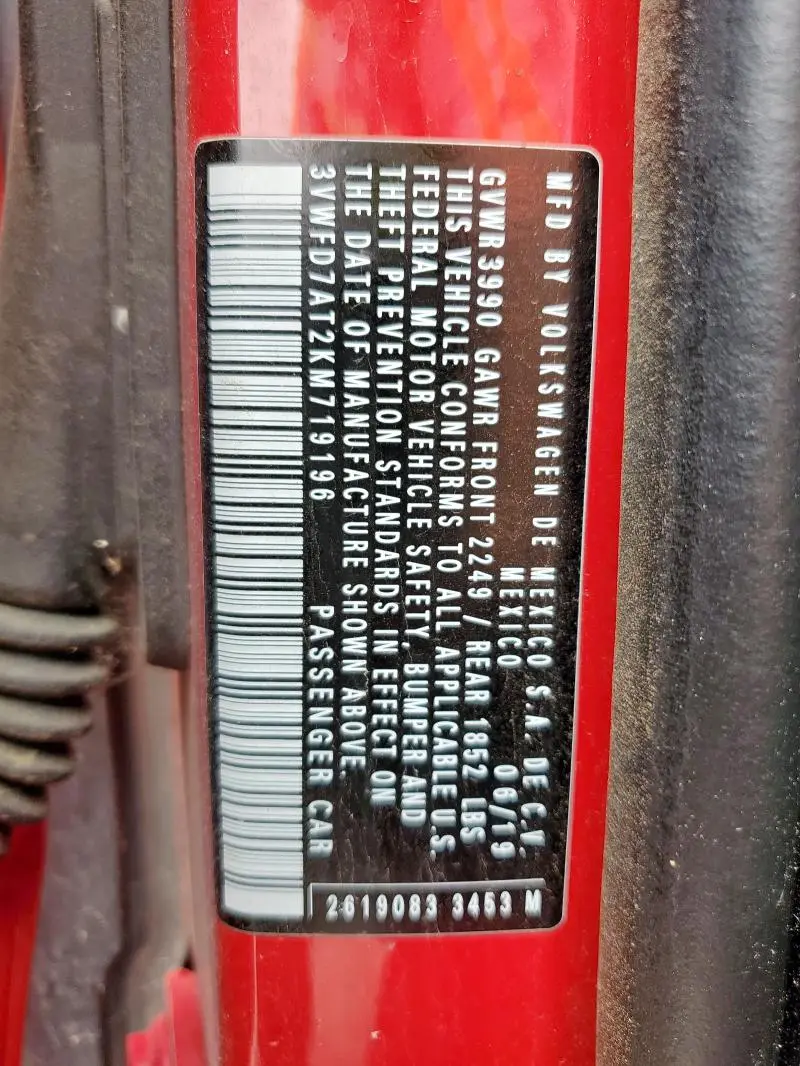 MFD BY VOLKSWAGEN DE MEXICO S.A. DE C.V.
MEXICO 06/19
GVWR 3990 GAWR FRONT 2249 / REAR 1852 LBS
THIS VEHICLE CONFORMS TO ALL APPLICABLE U.S.
FEDERAL MOTOR VEHICLE SAFETY, BUMPER AND
THEFT PREVENTION STANDARDS IN EFFECT ON
THE DATE OF MANUFACTURE SHOWN ABOVE.
3VWFD7AT2KM719196 PASSENGER CAR
2619083 3453 M